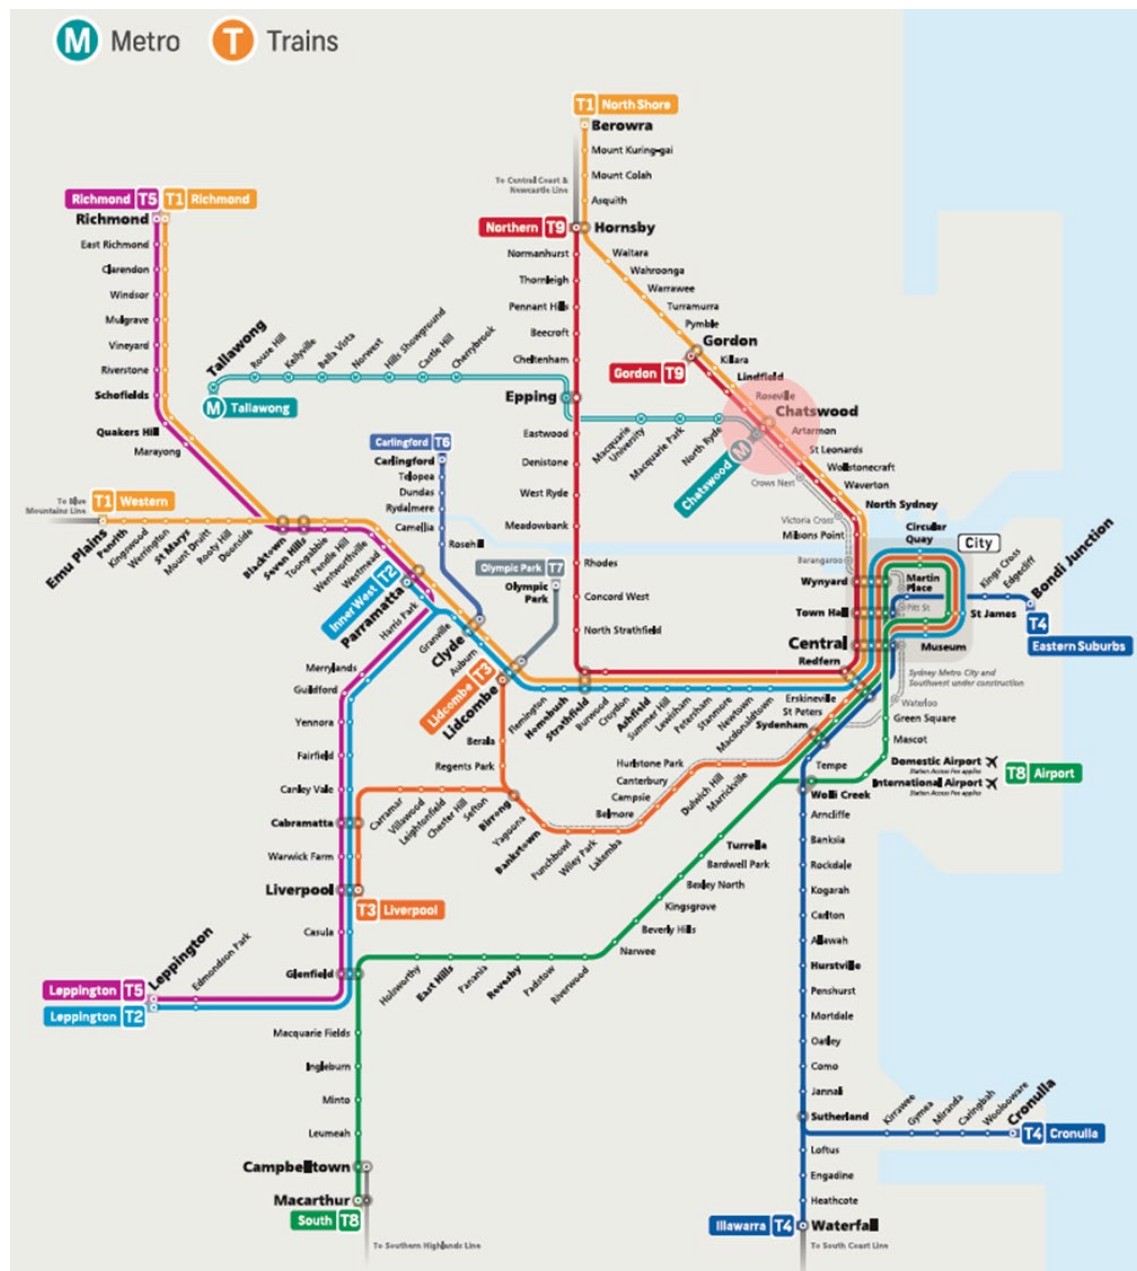 M Metro T Trains
T1 North Shore
Berowra
Mount Kuring-gai
Mount Colah
Asquith
To Central Coast &
Newcastle Line
Northern T9
Hornsby
Normanhurst
Thornleigh
Pennant Hills
Beecroft
Cheltenham
Epping
Eastwood
Denistone
West Ryde
Meadowbank
Rhodes
Concord West
North Strathfield
Waitara
Wahroonga
Warrawee
Turramurra
Pymble
Gordon
Gordon T9
Killara
Lindfield
Roseville
Chatswood
Artarmon
St Leonards
Wollstonecraft
Waverton
North Sydney
Milsons Point
Crows Nest
Victoria Cross
Barangaroo
Richmond T5
T1 Richmond
Richmond
East Richmond
Clarendon
Windsor
Mulgrave
Vineyard
Riverstone
Schofields
Quakers Hill
Marayong
Tallawong
Rouse Hill
Kellyville
Bella Vista
Norwest
Hills Showground
Castle Hill
Cherrybrook
M Tallawong
Macquarie
University
Macquarie Park
North Ryde
Chatswood M
To Blue
Mountains Line
T1 Western
Emu Plains
Penrith
Kingswood
Werrington
St Marys
Mount Druitt
Rooty Hill
Doonside
Blacktown
Seven Hills
Toongabbie
Pendle Hill
Wentworthville
Westmead
Inner West T2
Parramatta
Harris Park
Granville
Clyde
Auburn
Carlingford T6
Carlingford
Telopea
Dundas
Rydalmere
Camellia
Rosehill
Olympic Park T7
Olympic
Park
Lidcombe T3
Lidcombe
Flemington
Homebush
Strathfield
Burwood
Croydon
Ashfield
Summer Hill
Lewisham
Petersham
Stanmore
Newtown
Macdonaldtown
City
Circular
Quay
Wynyard
Martin
Place
Town Hall
Pitt St
St James
Central
Museum
Redfern
Kings Cross
Edgecliff
Bondi Junction
T4
Eastern Suburbs
Sydney Metro City and
Southwest under construction
Waterloo
Green Square
Mascot
Domestic Airport
Station Access Fee applies
International Airport
Station Access Fee applies
T8 Airport
Erskineville
St Peters
Sydenham
Tempe
Wolli Creek
Arncliffe
Banksia
Rockdale
Kogarah
Carlton
Allawah
Hurstville
Penshurst
Mortdale
Oatley
Como
Jannali
Sutherland
Loftus
Engadine
Heathcote
Waterfall
Illawarra T4
To South Coast Line
Kirrawee
Gymea
Miranda
Caringbah
Woolooware
Cronulla
T4 Cronulla
Merrylands
Guildford
Yennora
Fairfield
Canley Vale
Cabramatta
Warwick Farm
Liverpool
T3 Liverpool
Casula
Glenfield
Leppington
Edmondson Park
Leppington T5
Leppington T2
Berala
Regents Park
Carramar
Villawood
Leightonfield
Chester Hill
Sefton
Birrong
Yagoona
Bankstown
Punchbowl
Wiley Park
Lakemba
Belmore
Campsie
Canterbury
Hurlstone Park
Dulwich Hill
Marrickville
Turrella
Bardwell Park
Bexley North
Kingsgrove
Beverly Hills
Narwee
Riverwood
Padstow
Revesby
Panania
East Hills
Holsworthy
Macquarie Fields
Ingleburn
Minto
Leumeah
Campbelltown
Macarthur
South T8
To Southern Highlands Line